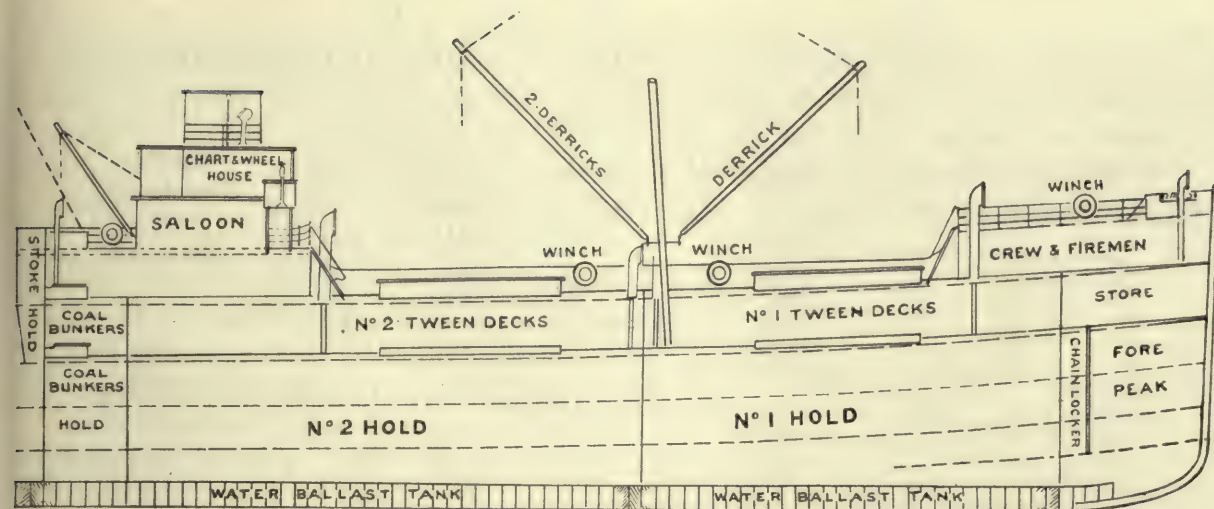 2·DERRICKS
DERRICK
CHART & WHEEL
HOUSE
SALOON
WINCH
WINCH
WINCH
CREW & FIREMEN
STORE HOLD
COAL
BUNKERS
Nº 2 TWEEN DECKS
Nº 1 TWEEN DECKS
STORE
COAL
BUNKERS
HOLD
Nº 2 HOLD
Nº 1 HOLD
CHAIN LOCKER
FORE
PEAK
WATER BALLAST TANK
WATER BALLAST TANK